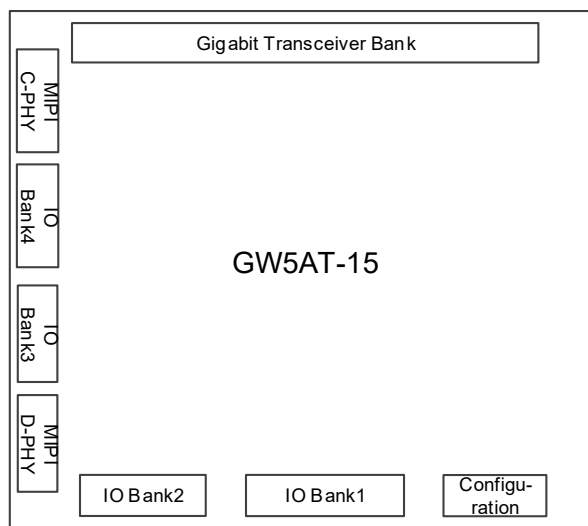 Gigabit Transceiver Bank
MIPI
C-PHY
IO
Bank4
GW5AT-15
IO
Bank3
MIPI
D-PHY
IO Bank2
IO Bank1
Configu-
ration